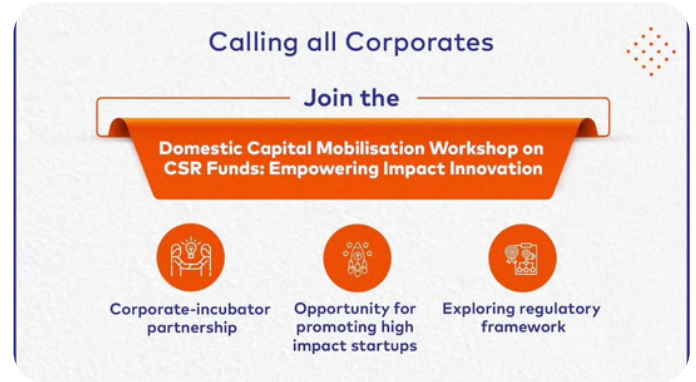 Calling all Corporates
Join the
Domestic Capital Mobilisation Workshop on
CSR Funds: Empowering Impact Innovation
Corporate-incubator
partnership
Opportunity for
promoting high
impact startups
Exploring regulatory
framework